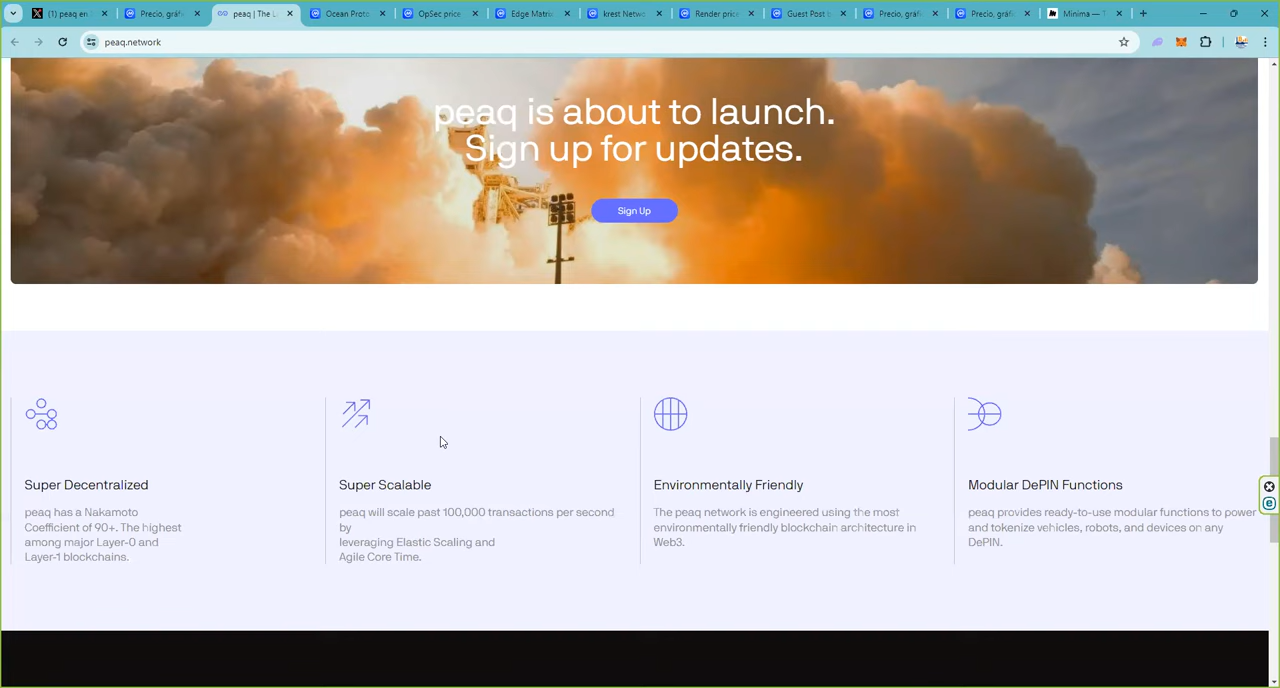 (1) peaq en
Precio, gráfi
peaq | The L
Ocean Proto
OpSec price
Edge Matrix
krest Netwo
Render price
Guest Post b
Precio, gráfi
Precio, gráfi
Minima — T
peaq.network
peaq is about to launch.
Sign up for updates.
Sign Up
Super Decentralized
peaq has a Nakamoto
Coefficient of 90+. The highest
among major Layer-0 and
Layer-1 blockchains.
Super Scalable
peaq will scale past 100,000 transactions per second
by
leveraging Elastic Scaling and
Agile Core Time.
Environmentally Friendly
The peaq network is engineered using the most
environmentally friendly blockchain architecture in
Web3.
Modular DePIN Functions
peaq provides ready-to-use modular functions to power
and tokenize vehicles, robots, and devices on any
DePIN.